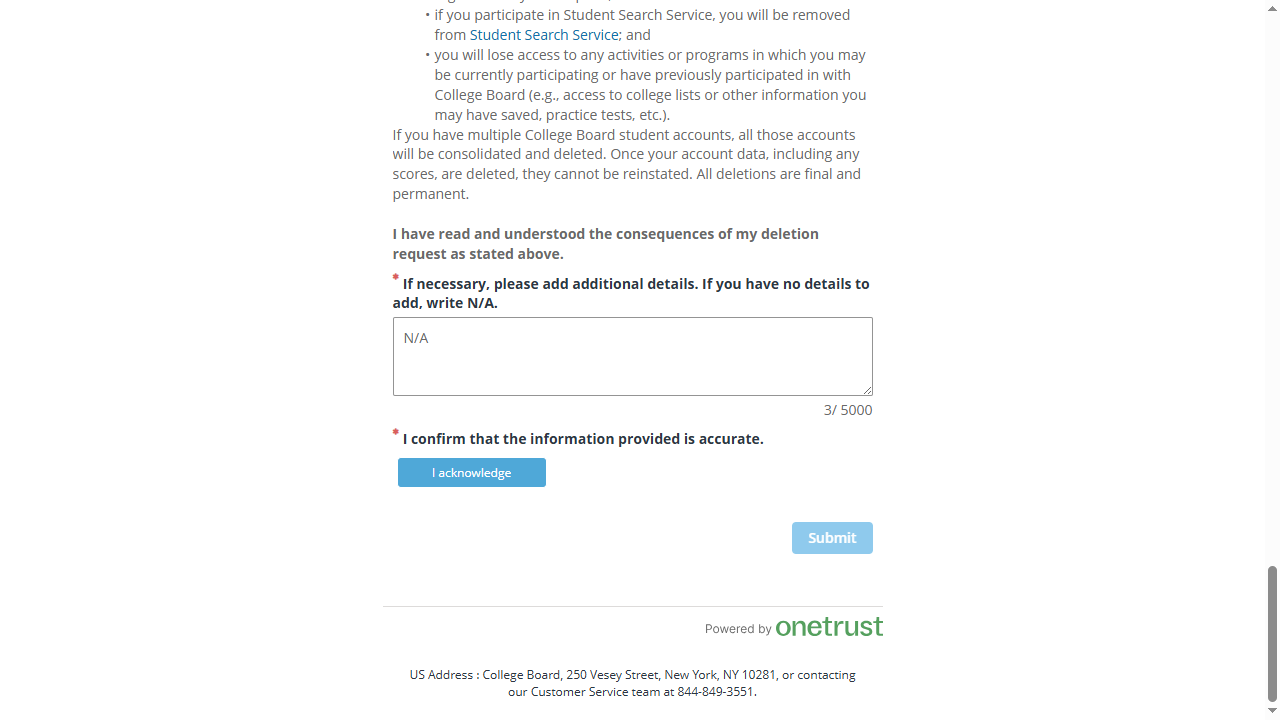 • if you participate in Student Search Service, you will be removed
from Student Search Service; and
• you will lose access to any activities or programs in which you may
be currently participating or have previously participated in with
College Board (e.g., access to college lists or other information you
may have saved, practice tests, etc.).
If you have multiple College Board student accounts, all those accounts
will be consolidated and deleted. Once your account data, including any
scores, are deleted, they cannot be reinstated. All deletions are final and
permanent.
I have read and understood the consequences of my deletion
request as stated above.
* If necessary, please add additional details. If you have no details to
add, write N/A.
N/A
3/ 5000
* I confirm that the information provided is accurate.
I acknowledge
Submit
Powered by onetrust
US Address : College Board, 250 Vesey Street, New York, NY 10281, or contacting
our Customer Service team at 844-849-3551.